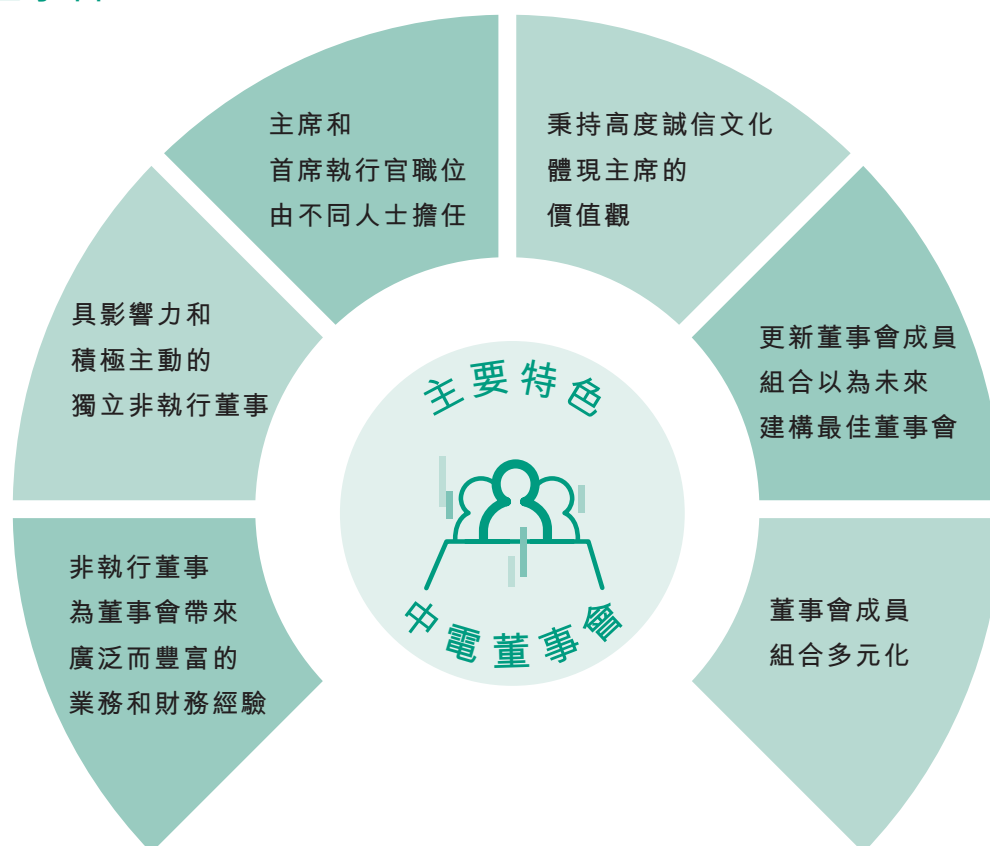 主席和
首席執行官職位
由不同人士擔任
秉持高度誠信文化
體現主席的
價值觀
具影響力和
積極主動的
獨立非執行董事
更新董事會成員
組合以為未來
建構最佳董事會
主要特色
中電董事會
非執行董事
為董事會帶來
廣泛而豐富的
業務和財務經驗
董事會成員
組合多元化